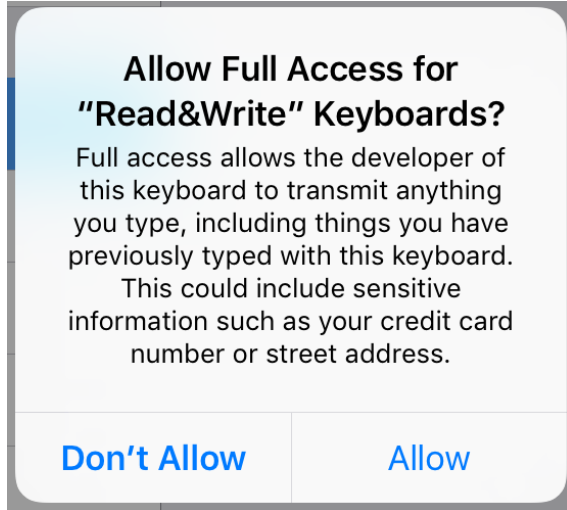 Allow Full Access for
“Read&Write” Keyboards?
Full access allows the developer of
this keyboard to transmit anything
you type, including things you have
previously typed with this keyboard.
This could include sensitive
information such as your credit card
number or street address.
Don’t Allow
Allow